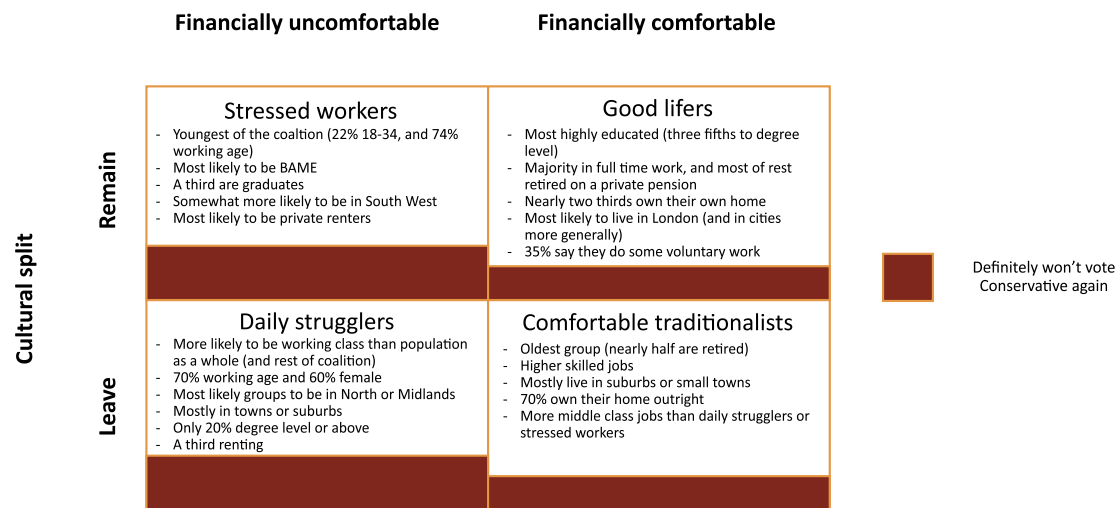 Financially uncomfortable
Financially comfortable
Cultural split
Remain
Stressed workers
- Youngest of the coalition (22% 18-34, and 74%
working age)
- Most likely to be BAME
- A third are graduates
- Somewhat more likely to be in South West
- Most likely to be private renters
Good lifers
- Most highly educated (three fifths to degree
level)
- Majority in full time work, and most of rest
retired on a private pension
- Nearly two thirds own their own home
- Most likely to live in London (and in cities
more generally)
- 35% say they do some voluntary work
Definitely won’t vote
Conservative again
Leave
Daily strugglers
- More likely to be working class than population
as a whole (and rest of coalition)
- 70% working age and 60% female
- Most likely groups to be in North or Midlands
- Mostly in towns or suburbs
- Only 20% degree level or above
- A third renting
Comfortable traditionalists
- Oldest group (nearly half are retired)
- Higher skilled jobs
- Mostly live in suburbs or small towns
- 70% own their home outright
- More middle class jobs than daily strugglers or
stressed workers